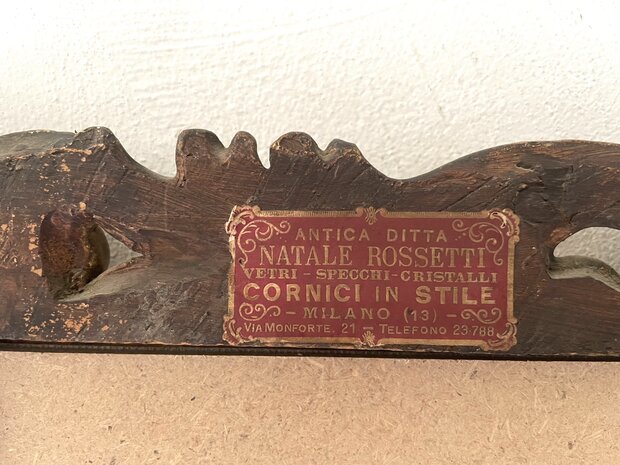 ANTICA DITTA
NATALE ROSSETTI
VETRI - SPECCHI - CRISTALLI
CORNICI IN STILE
- MILANO (13) -
VIA MONFORTE, 21 - TELEFONO 23-788